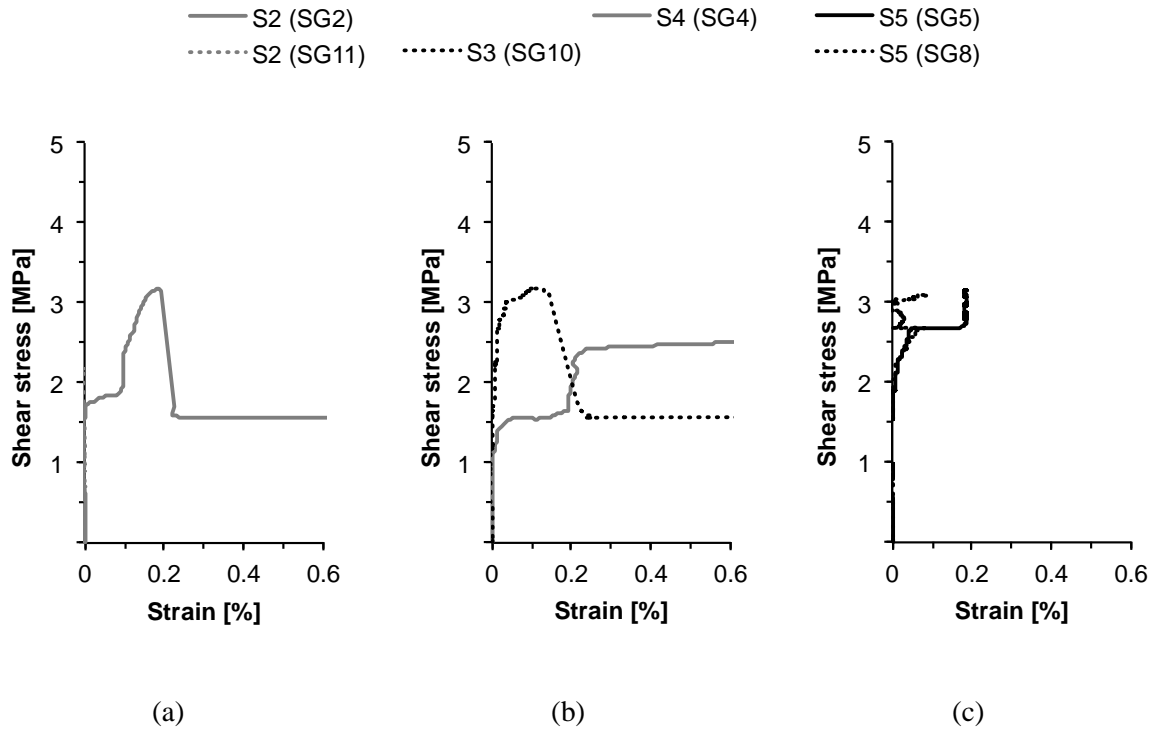 S2 (SG2) S4 (SG4) S5 (SG5)
S2 (SG11) S3 (SG10) S5 (SG8)
5 5 5
4 4 4
3 3 3
2 2 2
1 1 1
Shear stress [MPa] Shear stress [MPa] Shear stress [MPa]
0 0.2 0.4 0.6 0 0.2 0.4 0.6 0 0.2 0.4 0.6
Strain [%] Strain [%] Strain [%]
(a) (b) (c)